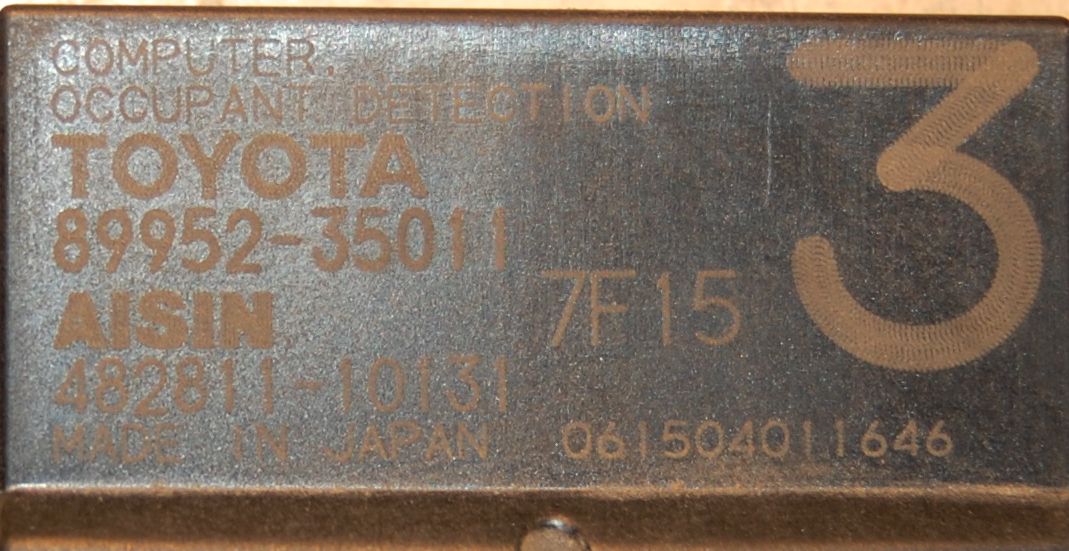 COMPUTER,
OCCUPANT DETECTION
TOYOTA
89952-35011
AISIN
7F15
482811-10131
MADE IN JAPAN 061504011646
3